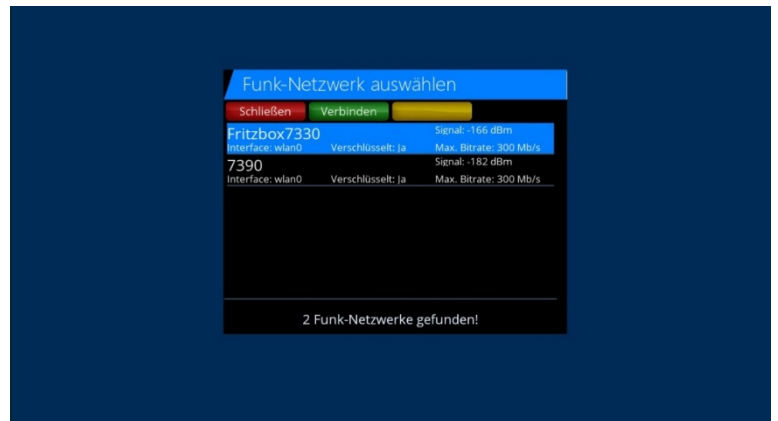 Funk-Netzwerk auswählen
Schließen Verbinden
Fritzbox7330 Signal: -166 dBm
Interface: wlan0 Verschlüsselt: Ja Max. Bitrate: 300 Mb/s
7390 Signal: -182 dBm
Interface: wlan0 Verschlüsselt: Ja Max. Bitrate: 300 Mb/s
2 Funk-Netzwerke gefunden!